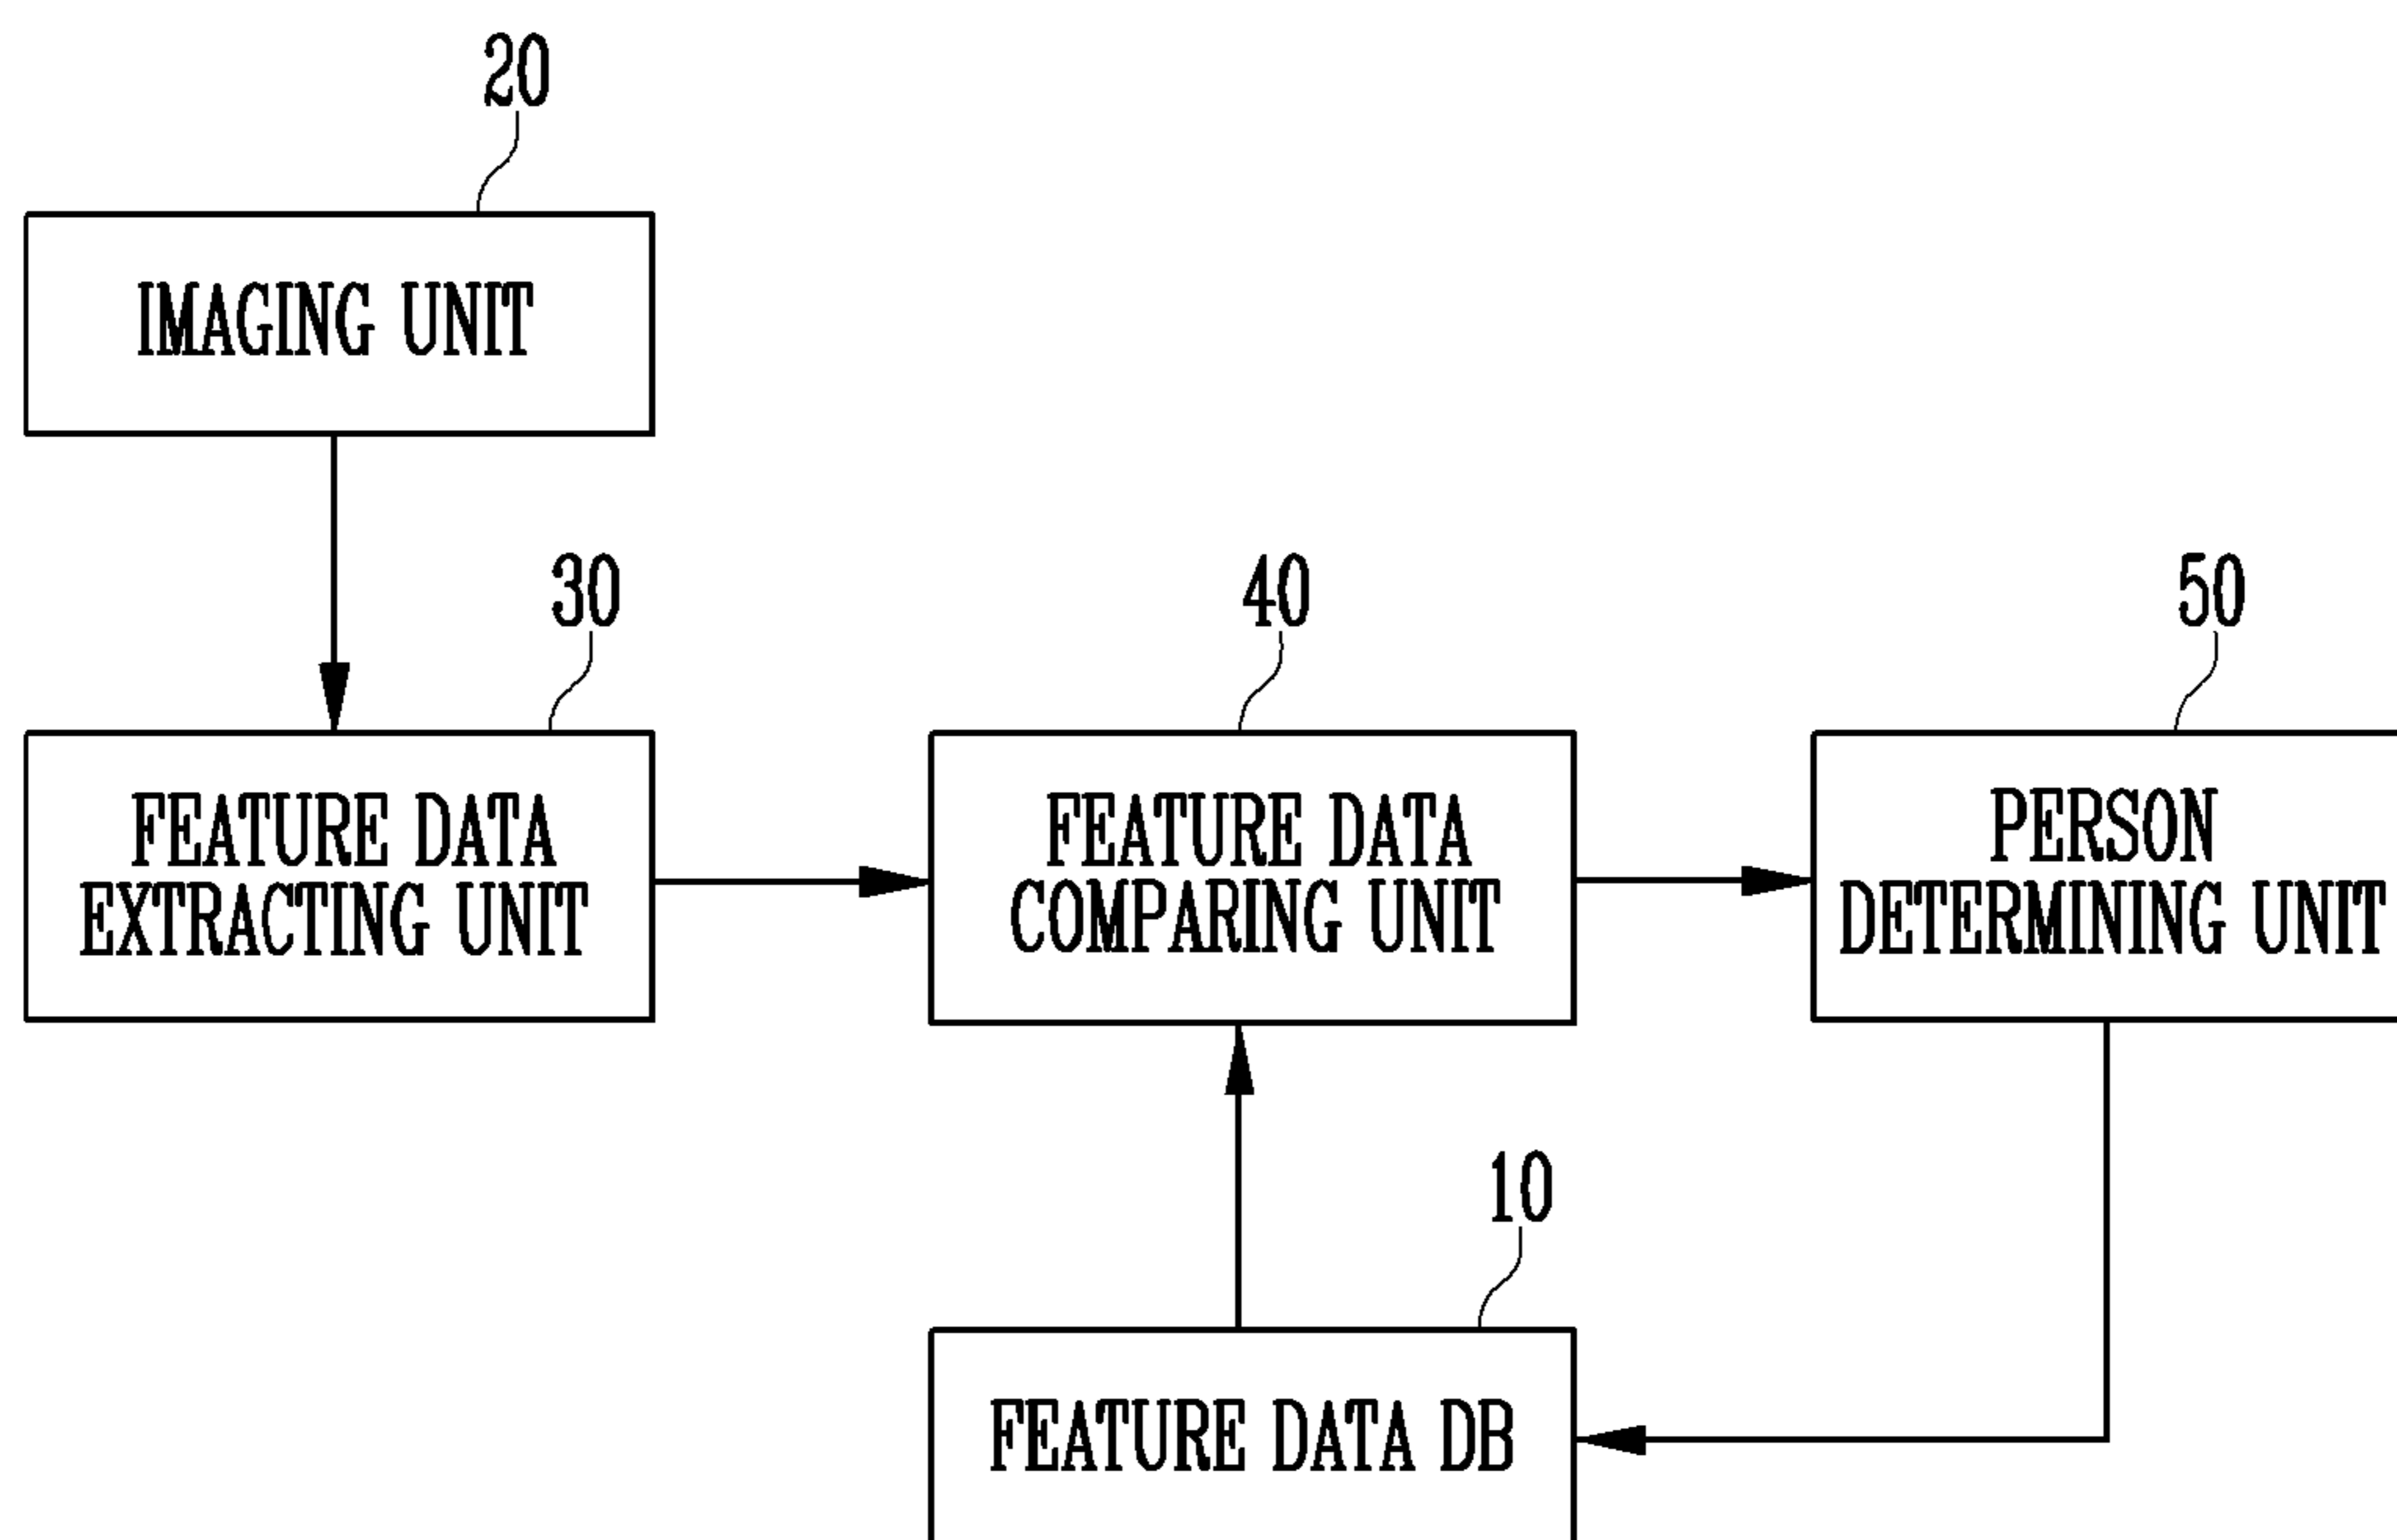 20
IMAGING UNIT
30
40
50
FEATURE DATA
EXTRACTING UNIT
FEATURE DATA
COMPARING UNIT
PERSON
DETERMINING UNIT
10
FEATURE DATA DB